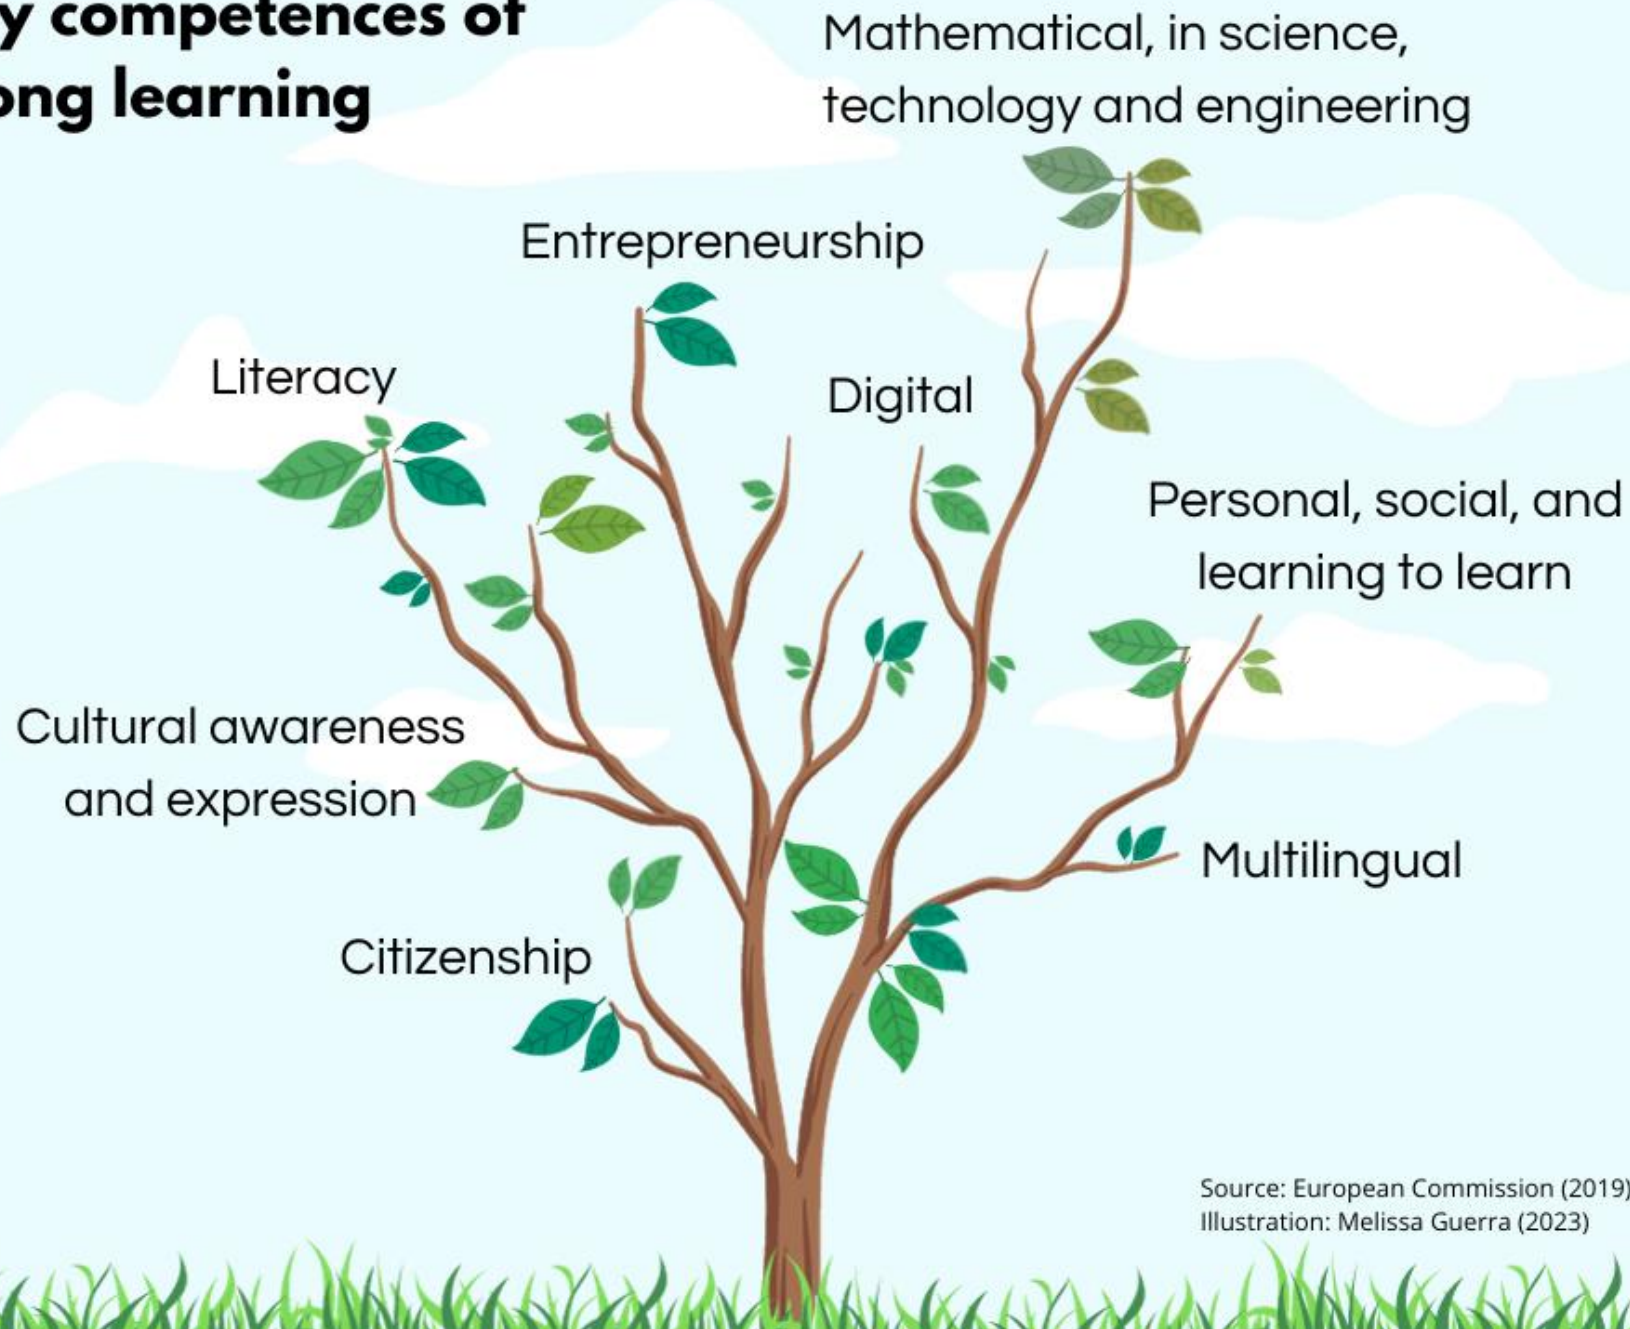 y competences of
ong learning
Mathematical, in science,
technology and engineering
Entrepreneurship
Literacy
Digital
Personal, social, and
learning to learn
Cultural awareness
and expression
Multilingual
Citizenship
Source: European Commission (2019)
Illustration: Melissa Guerra (2023)